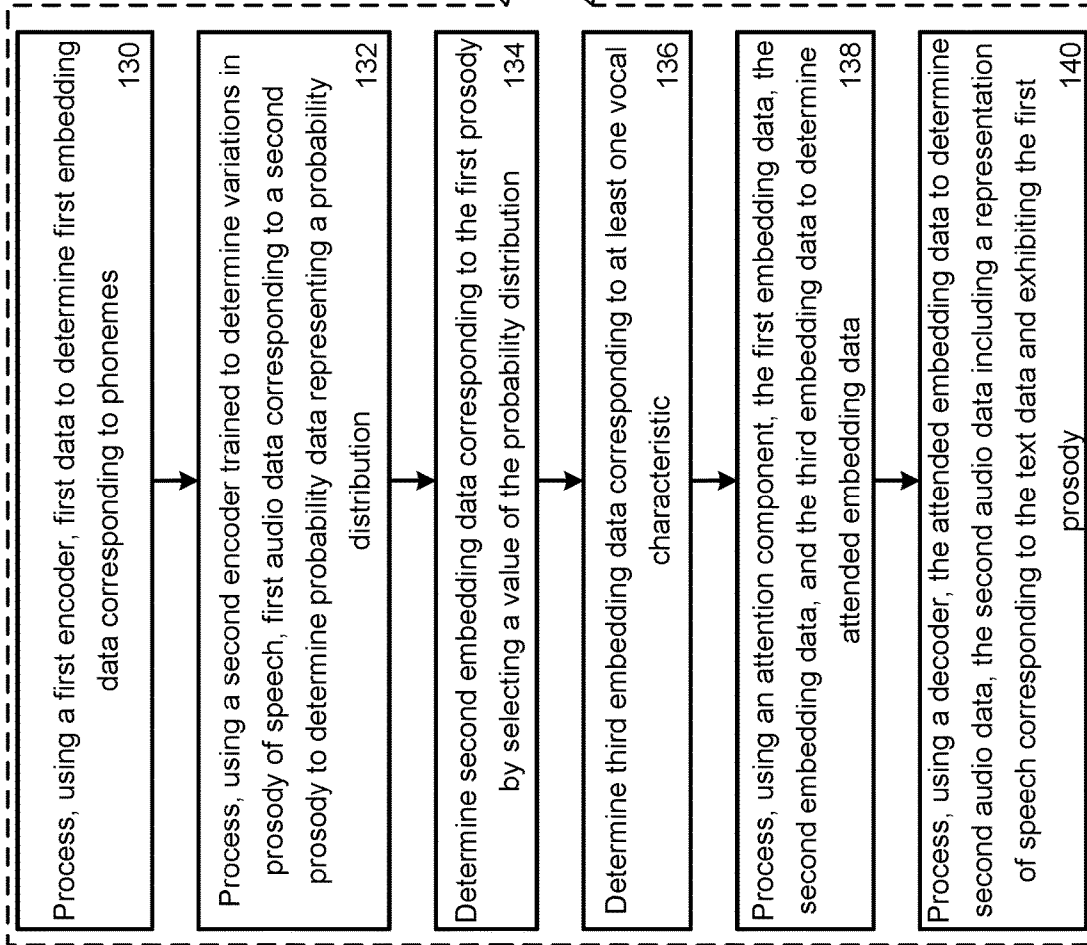 Process, using a first encoder, first data to determine first embedding
data corresponding to phonemes
130
Process, using a second encoder trained to determine variations in
prosody of speech, first audio data corresponding to a second
prosody to determine probability data representing a probability
distribution
132
Determine second embedding data corresponding to the first prosody
by selecting a value of the probability distribution
134
Determine third embedding data corresponding to at least one vocal
characteristic
136
Process, using an attention component, the first embedding data, the
second embedding data, and the third embedding data to determine
attended embedding data
138
Process, using a decoder, the attended embedding data to determine
second audio data, the second audio data including a representation
of speech corresponding to the text data and exhibiting the first
prosody
140